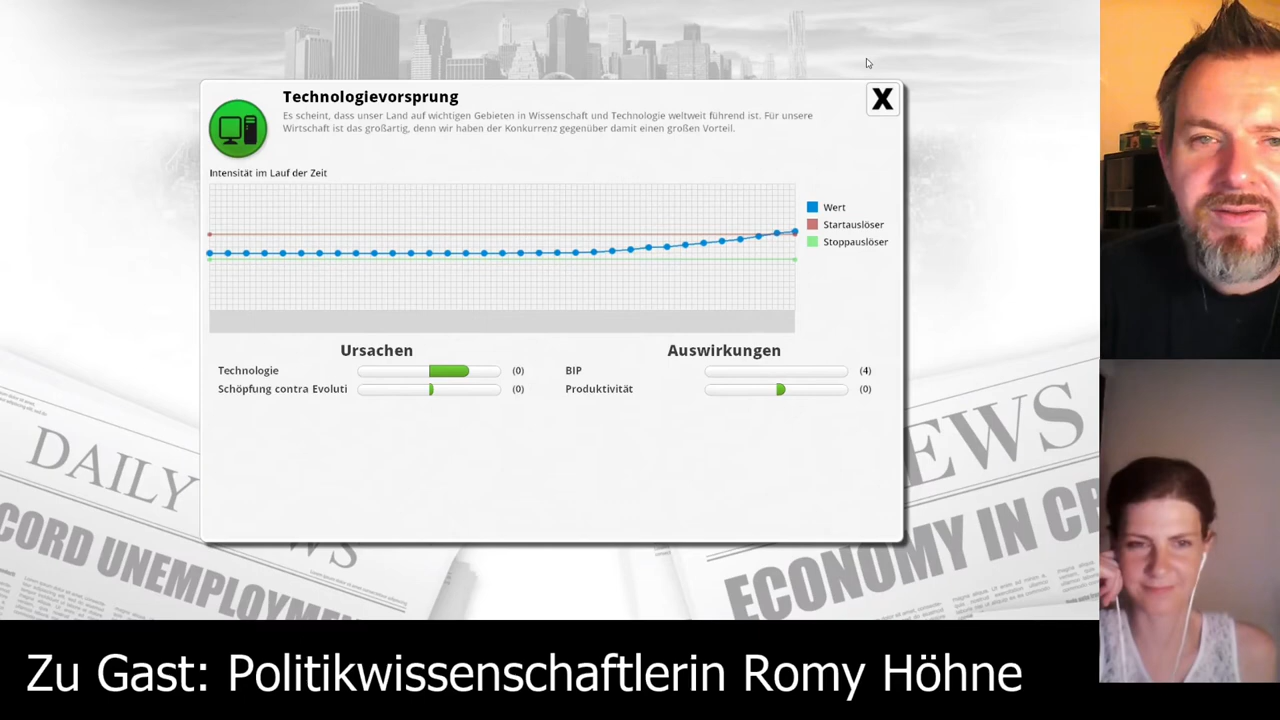 Technologievorsprung
X
Es scheint, dass unser Land auf wichtigen Gebieten in Wissenschaft und Technologie weltweit führend ist. Für unsere
Wirtschaft ist das großartig, denn wir haben der Konkurrenz gegenüber damit einen großen Vorteil.
Intensität im Lauf der Zeit
Wert
Startauslöser
Stoppauslöser
Ursachen
Technologie (0)
Schöpfung contra Evoluti (0)
Auswirkungen
BIP (4)
Produktivität (0)
DAILY
NEWS
CORD UNEMPLOYME
ECONOMY IN CR
Zu Gast: Politikwissenschaftlerin Romy Höhne